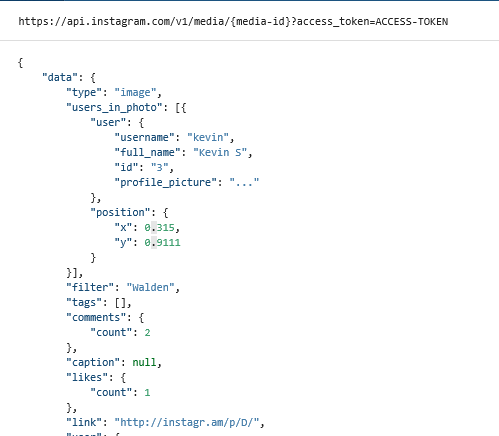 https://api.instagram.com/v1/media/{media-id}?access_token=ACCESS-TOKEN
{
"data": {
"type": "image",
"users_in_photo": [{
"user": {
"username": "kevin",
"full_name": "Kevin S",
"id": "3",
"profile_picture": "..."
},
"position": {
"x": 0.315,
"y": 0.9111
}
}],
"filter": "Walden",
"tags": [],
"comments": {
"count": 2
},
"caption": null,
"likes": {
"count": 1
},
"link": "http://instagr.am/p/D/",